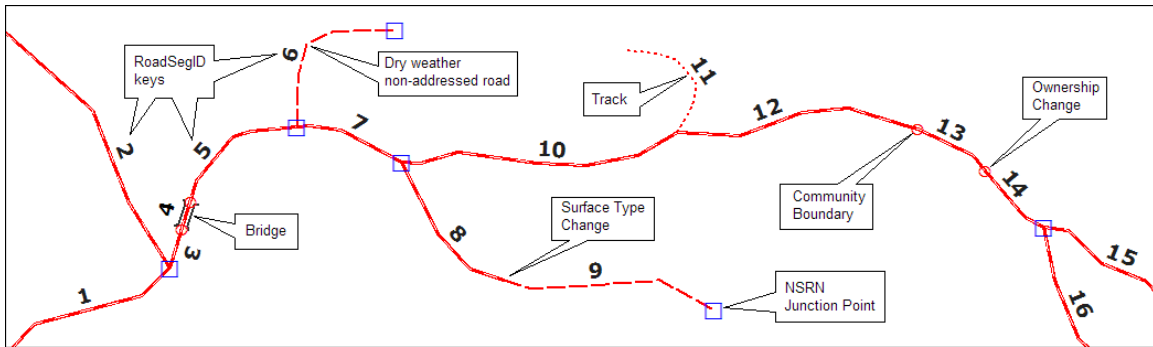 RoadSegID
keys
6
Dry weather
non-addressed road
11
Track
12
Ownership
Change
13
2
5
7
10
14
Community
Boundary
4
Bridge
3
8
Surface Type
Change
15
9
NSRN
Junction Point
1
16